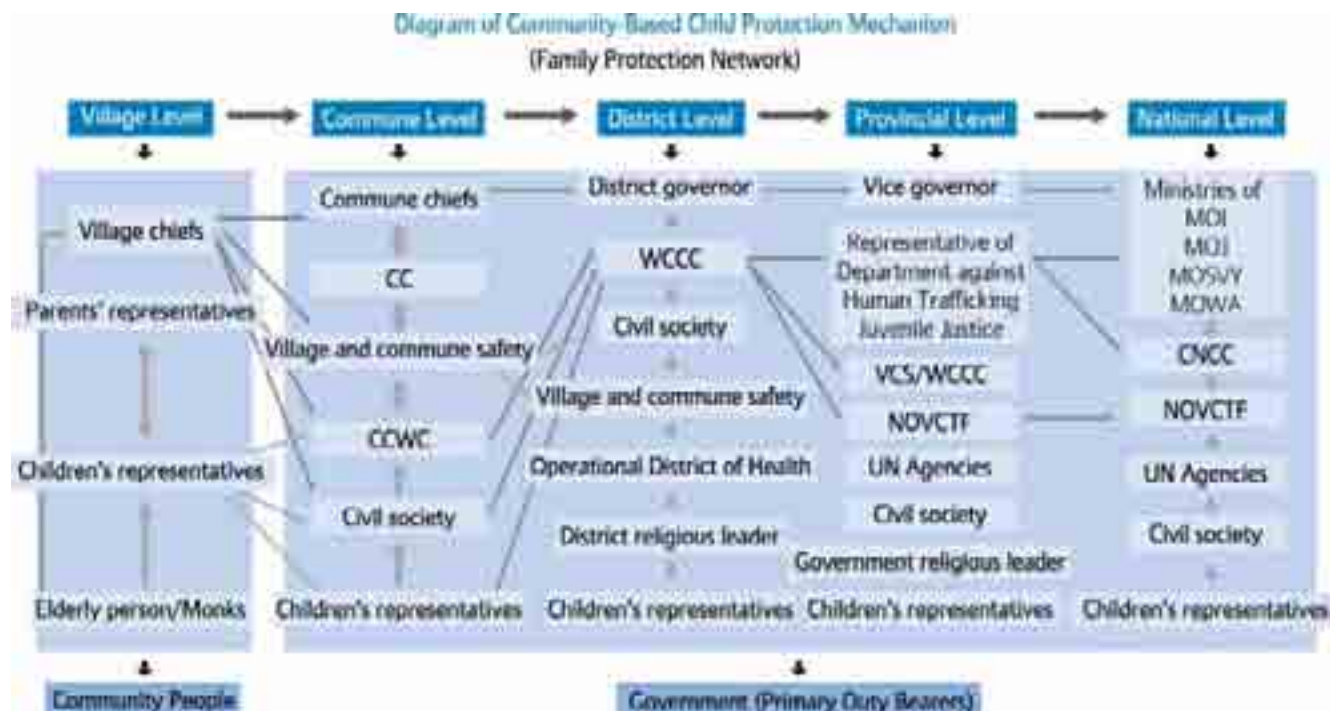 Diagram of Community-Based Child Protection Mechanism
(Family Protection Network)
Village Level
Commune Level
District Level
Provincial Level
National Level
Village chiefs
Parents' representatives
Children's representatives
Elderly person/Monks
Commune chiefs
CC
Village and commune safety
CCWC
Civil society
Children's representatives
District governor
WCCC
Civil society
Village and commune safety
Operational District of Health
District religious leader
Children's representatives
Vice governor
Representative of
Department against
Human Trafficking
Juvenile Justice
VCS/WCCC
NOVCTF
UN Agencies
Civil society
Government religious leader
Children's representatives
Ministries of
MOI
MOJ
MOSVY
MOWA
CNCC
NOVCTF
UN Agencies
Civil society
Children's representatives
Community People
Government (Primary Duty Bearers)